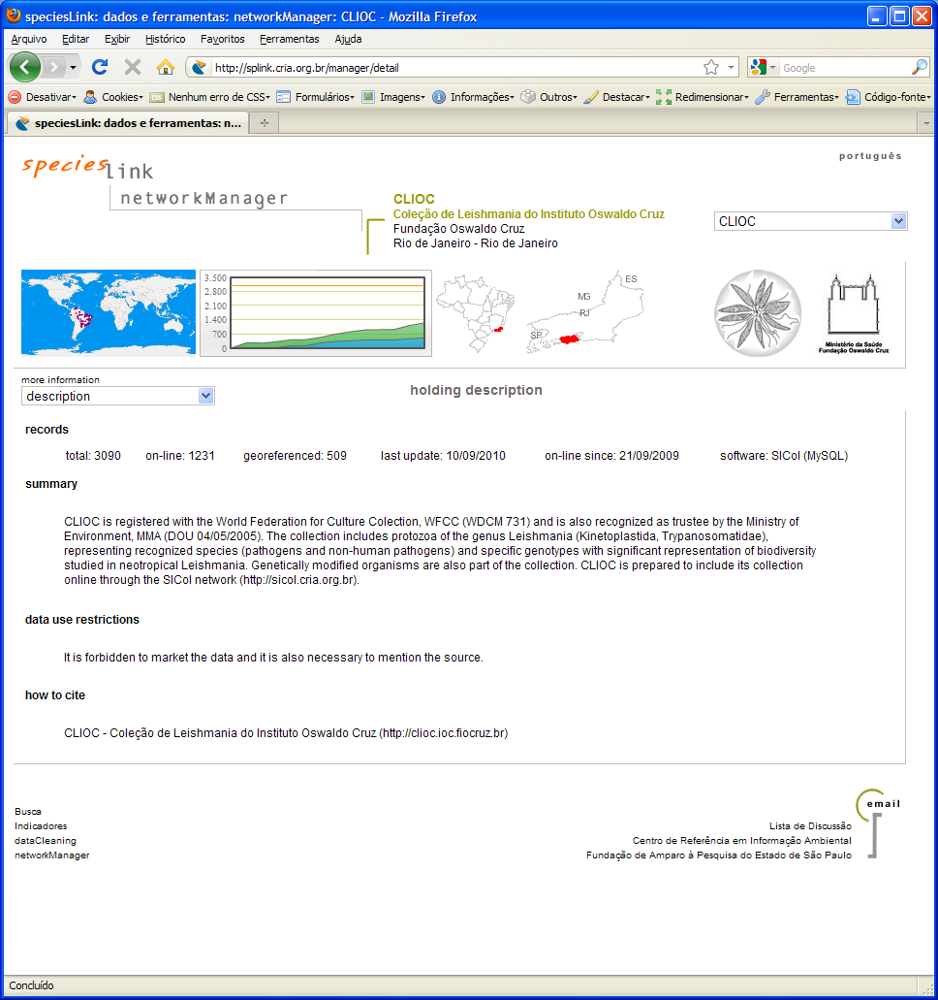 speciesLink: dados e ferramentas: networkManager: CLIOC - Mozilla Firefox
Arquivo Editar Exibir Histórico Favoritos Ferramentas Ajuda
http://splink.cria.org.br/manager/detail
Google
Desativar Cookies CSS Nenhum erro de CSS Formulários Imagens Informações Outros Destacar Redimensionar Ferramentas Código-fonte
speciesLink: dados e ferramentas: n...
português
species
link
networkManager
CLIOC
Coleção de Leishmania do Instituto Oswaldo Cruz
Fundação Oswaldo Cruz
Rio de Janeiro - Rio de Janeiro
CLIOC
3.500
2.800
2.100
1.400
700
0
ES
MG
RJ
SP
Ministério da Saúde
Fundação Oswaldo Cruz
more information
description
holding description
records
total: 3090 on-line: 1231 georeferenced: 509 last update: 10/09/2010 on-line since: 21/09/2009 software: SICol (MySQL)
summary
CLIOC is registered with the World Federation for Culture Colection, WFCC (WDCM 731) and is also recognized as trustee by the Ministry of
Environment, MMA (DOU 04/05/2005). The collection includes protozoa of the genus Leishmania (Kinetoplastida, Trypanosomatidae),
representing recognized species (pathogens and non-human pathogens) and specific genotypes with significant representation of biodiversity
studied in neotropical Leishmania. Genetically modified organisms are also part of the collection. CLIOC is prepared to include its collection
online through the SICol network (http://sicol.cria.org.br).
data use restrictions
It is forbidden to market the data and it is also necessary to mention the source.
how to cite
CLIOC - Coleção de Leishmania do Instituto Oswaldo Cruz (http://clioc.ioc.fiocruz.br)
email
Busca
Indicadores
dataCleaning
networkManager
Lista de Discussão
Centro de Referência em Informação Ambiental
Fundação de Amparo à Pesquisa do Estado de São Paulo
Concluído